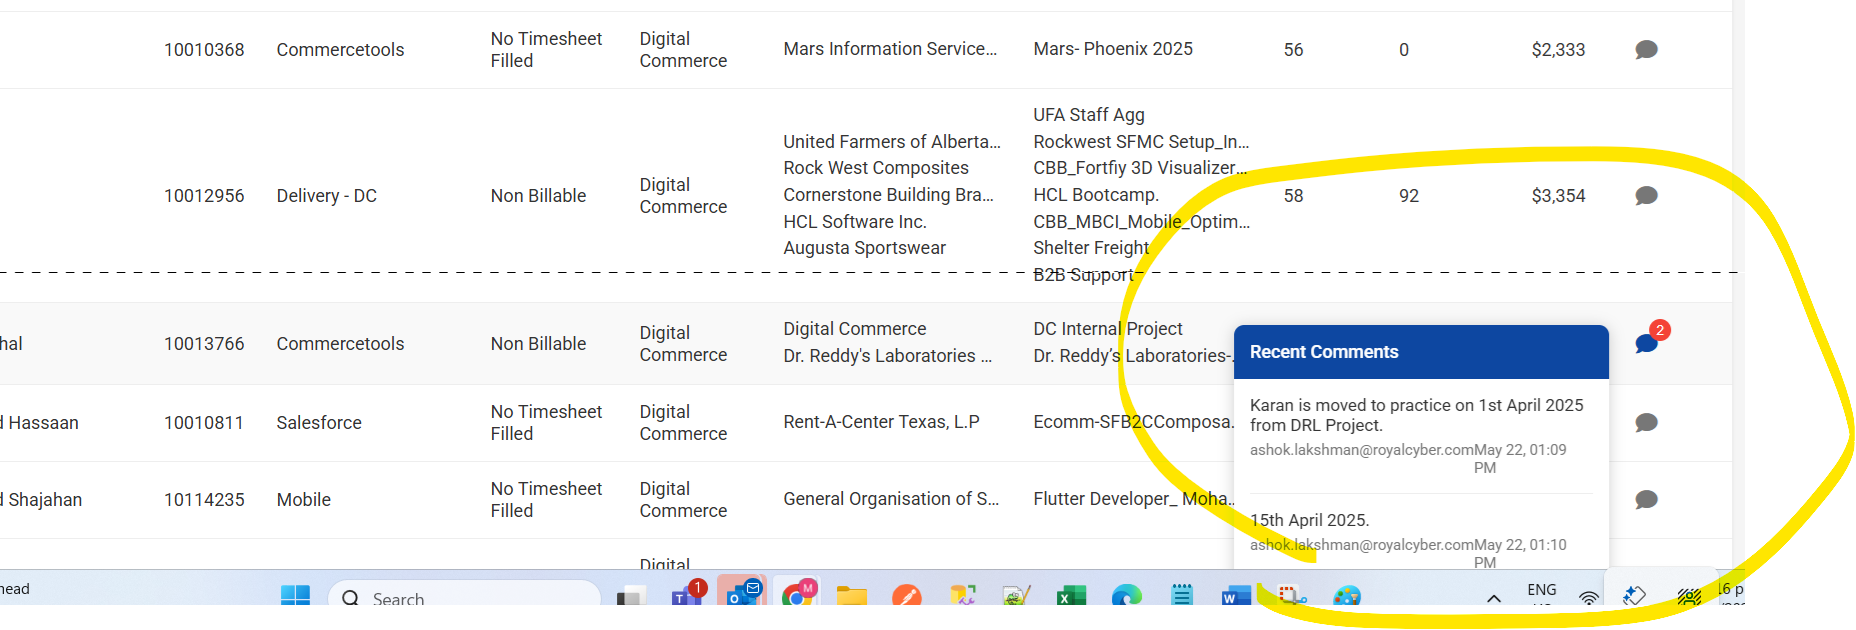 10010368 Commercetools No Timesheet Filled Digital Commerce Mars Information Service... Mars- Phoenix 2025 56 0 $2,333
10012956 Delivery - DC Non Billable Digital Commerce
United Farmers of Alberta...
Rock West Composites
Cornerstone Building Bra...
HCL Software Inc.
Augusta Sportswear
UFA Staff Agg
Rockwest SFMC Setup_In...
CBB_Fortfiy 3D Visualizer...
HCL Bootcamp.
CBB_MBCI_Mobile_Optim...
Shelter Freight
B2B Support
58 92 $3,354
hal 10013766 Commercetools Non Billable Digital Commerce
Digital Commerce
Dr. Reddy's Laboratories ...
DC Internal Project
Dr. Reddy’s Laboratories-.
2
d Hassaan 10010811 Salesforce No Timesheet Filled Digital Commerce Rent-A-Center Texas, L.P Ecomm-SFB2CComposa.
d Shajahan 10114235 Mobile No Timesheet Filled Digital Commerce General Organisation of S... Flutter Developer_ Moha..
Digital
Recent Comments
Karan is moved to practice on 1st April 2025
from DRL Project.
ashok.lakshman@royalcyber.comMay 22, 01:09
PM
15th April 2025.
ashok.lakshman@royalcyber.comMay 22, 01:10
PM
Search
1
M
ENG